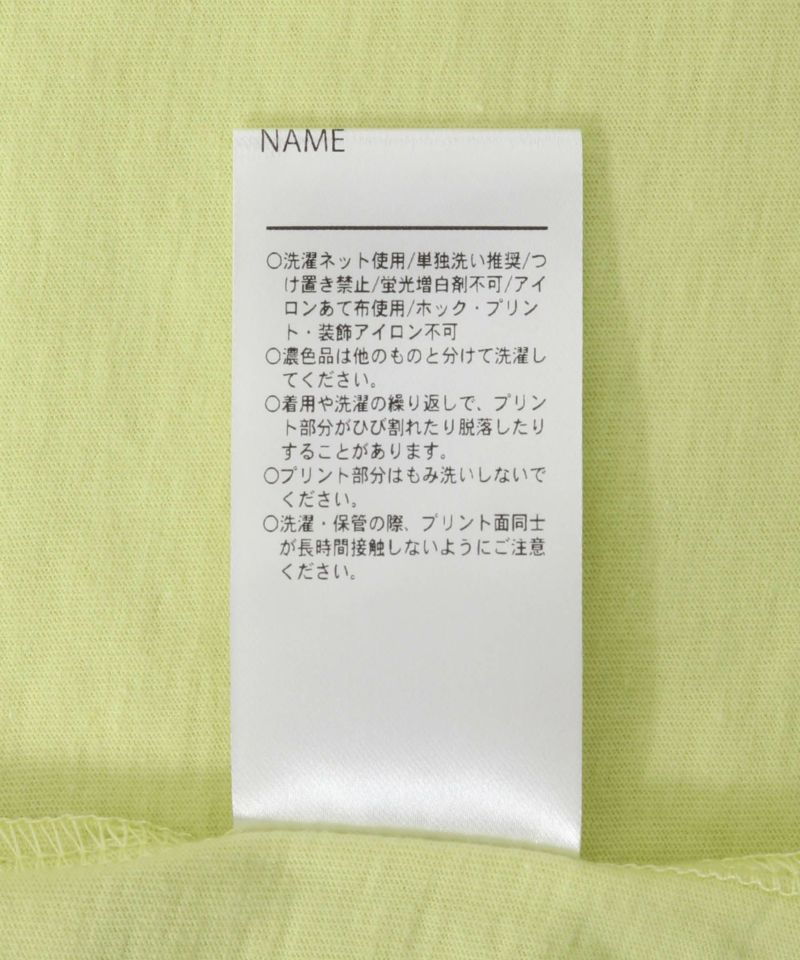 NAME
○洗濯ネット使用/単独洗い推奨/つ
け置き禁止/蛍光増白剤不可/アイ
ロンあて布使用/ホック・プリン
ト・装飾アイロン不可
○濃色品は他のものと分けて洗濯し
てください。
○着用や洗濯の繰り返しで、プリン
ト部分がひび割れたり脱落したり
することがあります。
○プリント部分はもみ洗いしないで
ください。
○洗濯・保管の際、プリント面同士
が長時間接触しないようにご注意
ください。